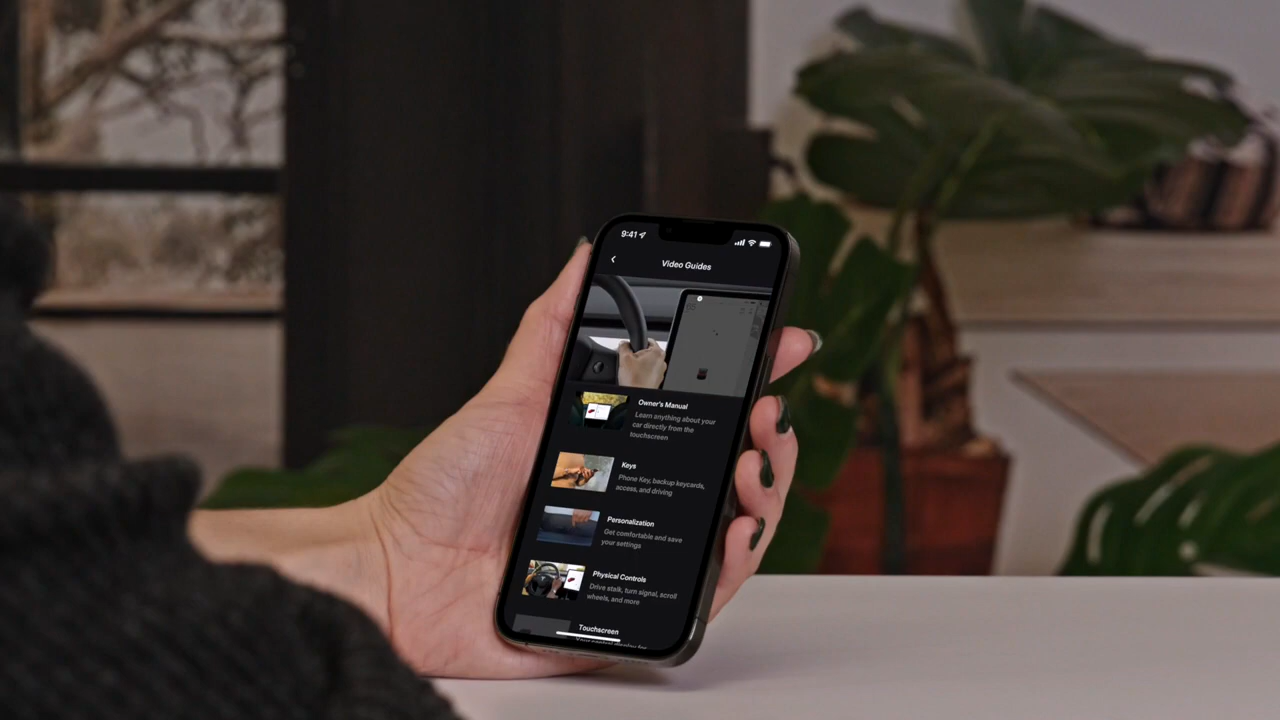 9:41
Video Guides
Owner's Manual
Learn anything about your
car directly from the
touchscreen
Keys
Phone Key, backup keycards,
access, and driving
Personalization
Get comfortable and save
your settings
Physical Controls
Drive stalk, turn signal, scroll
wheels, and more
Touchscreen